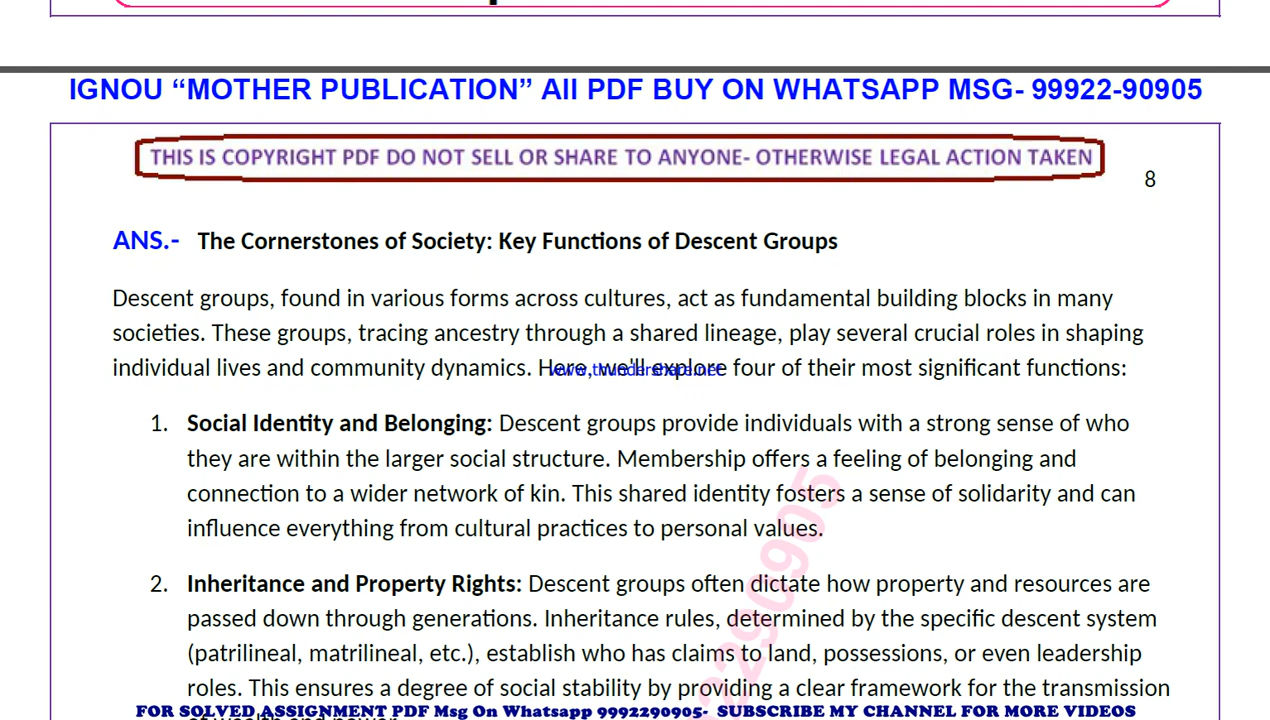 IGNOU “MOTHER PUBLICATION” All PDF BUY ON WHATSAPP MSG- 99922-90905
THIS IS COPYRIGHT PDF DO NOT SELL OR SHARE TO ANYONE- OTHERWISE LEGAL ACTION TAKEN
8
ANS.- The Cornerstones of Society: Key Functions of Descent Groups
Descent groups, found in various forms across cultures, act as fundamental building blocks in many
societies. These groups, tracing ancestry through a shared lineage, play several crucial roles in shaping
individual lives and community dynamics. Here, we'll explore four of their most significant functions:
www.thundershare.net
1. Social Identity and Belonging: Descent groups provide individuals with a strong sense of who
they are within the larger social structure. Membership offers a feeling of belonging and
connection to a wider network of kin. This shared identity fosters a sense of solidarity and can
influence everything from cultural practices to personal values.
2. Inheritance and Property Rights: Descent groups often dictate how property and resources are
passed down through generations. Inheritance rules, determined by the specific descent system
(patrilineal, matrilineal, etc.), establish who has claims to land, possessions, or even leadership
roles. This ensures a degree of social stability by providing a clear framework for the transmission
of wealth and power.
FOR SOLVED ASSIGNMENT PDF Msg On Whatsapp 9992290905- SUBSCRIBE MY CHANNEL FOR MORE VIDEOS